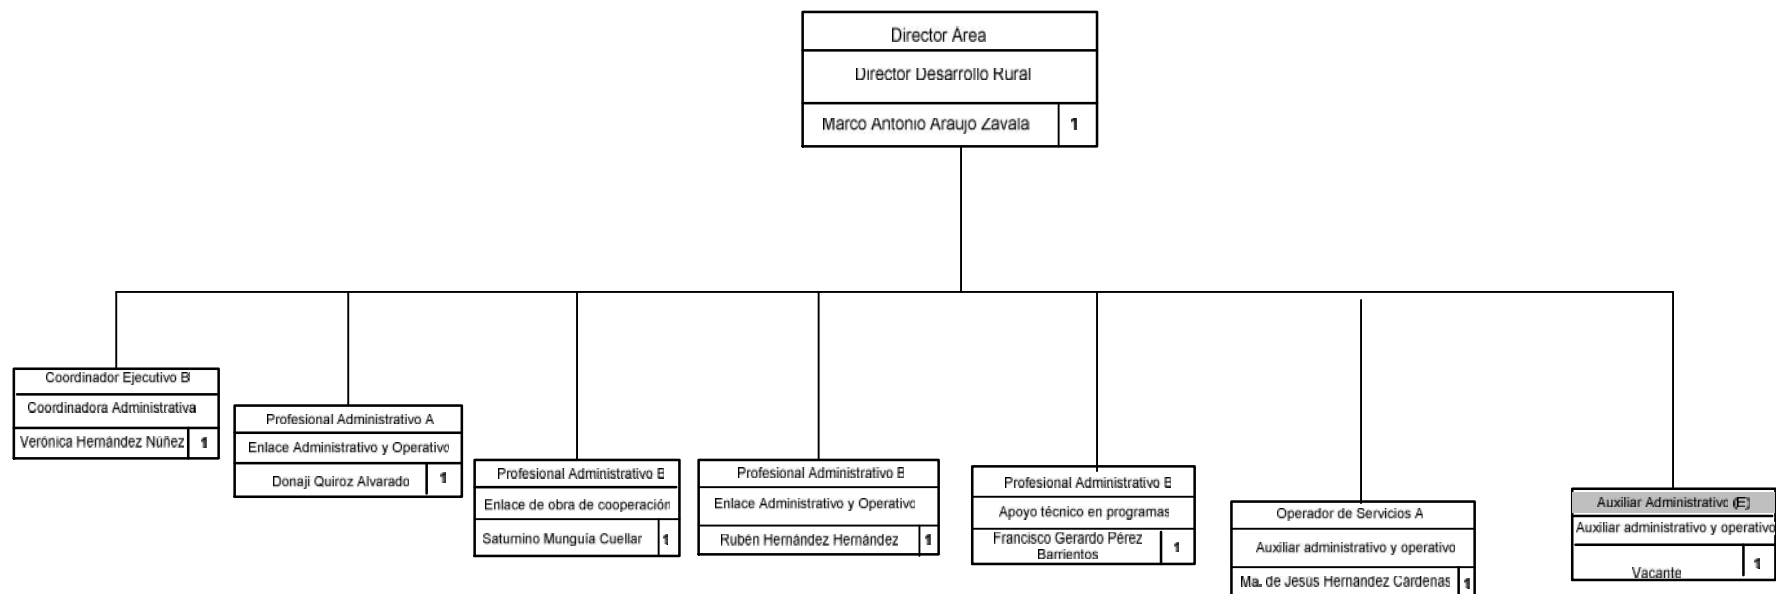 Director Área
Director Desarrollo Rural
Marco Antonio Araujo Zavala 1
Coordinador Ejecutivo B
Coordinadora Administrativa
Verónica Hernández Núñez 1
Profesional Administrativo A
Enlace Administrativo y Operativo
Donaji Quiroz Alvarado 1
Profesional Administrativo B
Enlace de obra de cooperación
Saturnino Munguía Cuellar 1
Profesional Administrativo B
Enlace Administrativo y Operativo
Rubén Hernández Hernández 1
Profesional Administrativo B
Apoyo técnico en programas
Francisco Gerardo Pérez
Barrientos 1
Operador de Servicios A
Auxiliar administrativo y operativo
Ma. de Jesús Hernández Cárdenas 1
Auxiliar Administrativo (E)
Auxiliar administrativo y operativo
Vacante 1